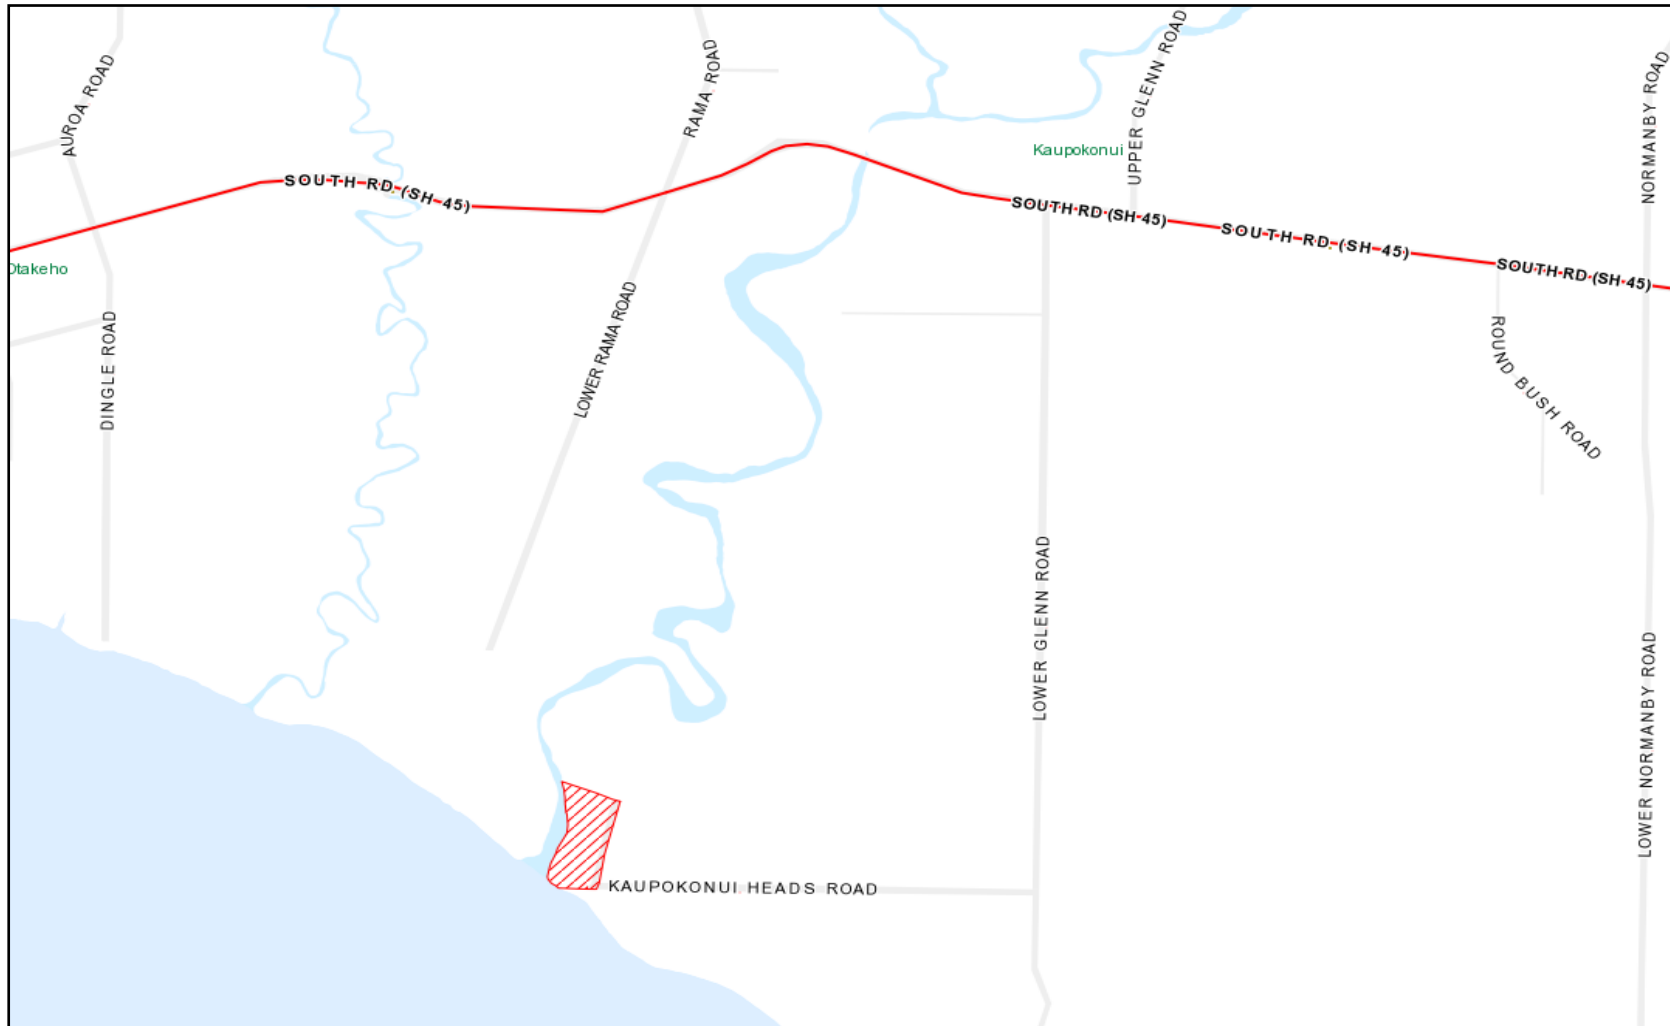 AUROA ROAD
RAMA ROAD
UPPER GLENN ROAD
NORMANBY ROAD
Kaupokonui
SOUTH RD. (SH 45)
SOUTH RD (SH 45)
SOUTH RD. (SH 45)
SOUTH RD (SH 45)
Otakeho
DINGLE ROAD
LOWER RAMA ROAD
ROUND BUSH ROAD
LOWER GLENN ROAD
LOWER NORMANBY ROAD
KAUPOKONUI HEADS ROAD